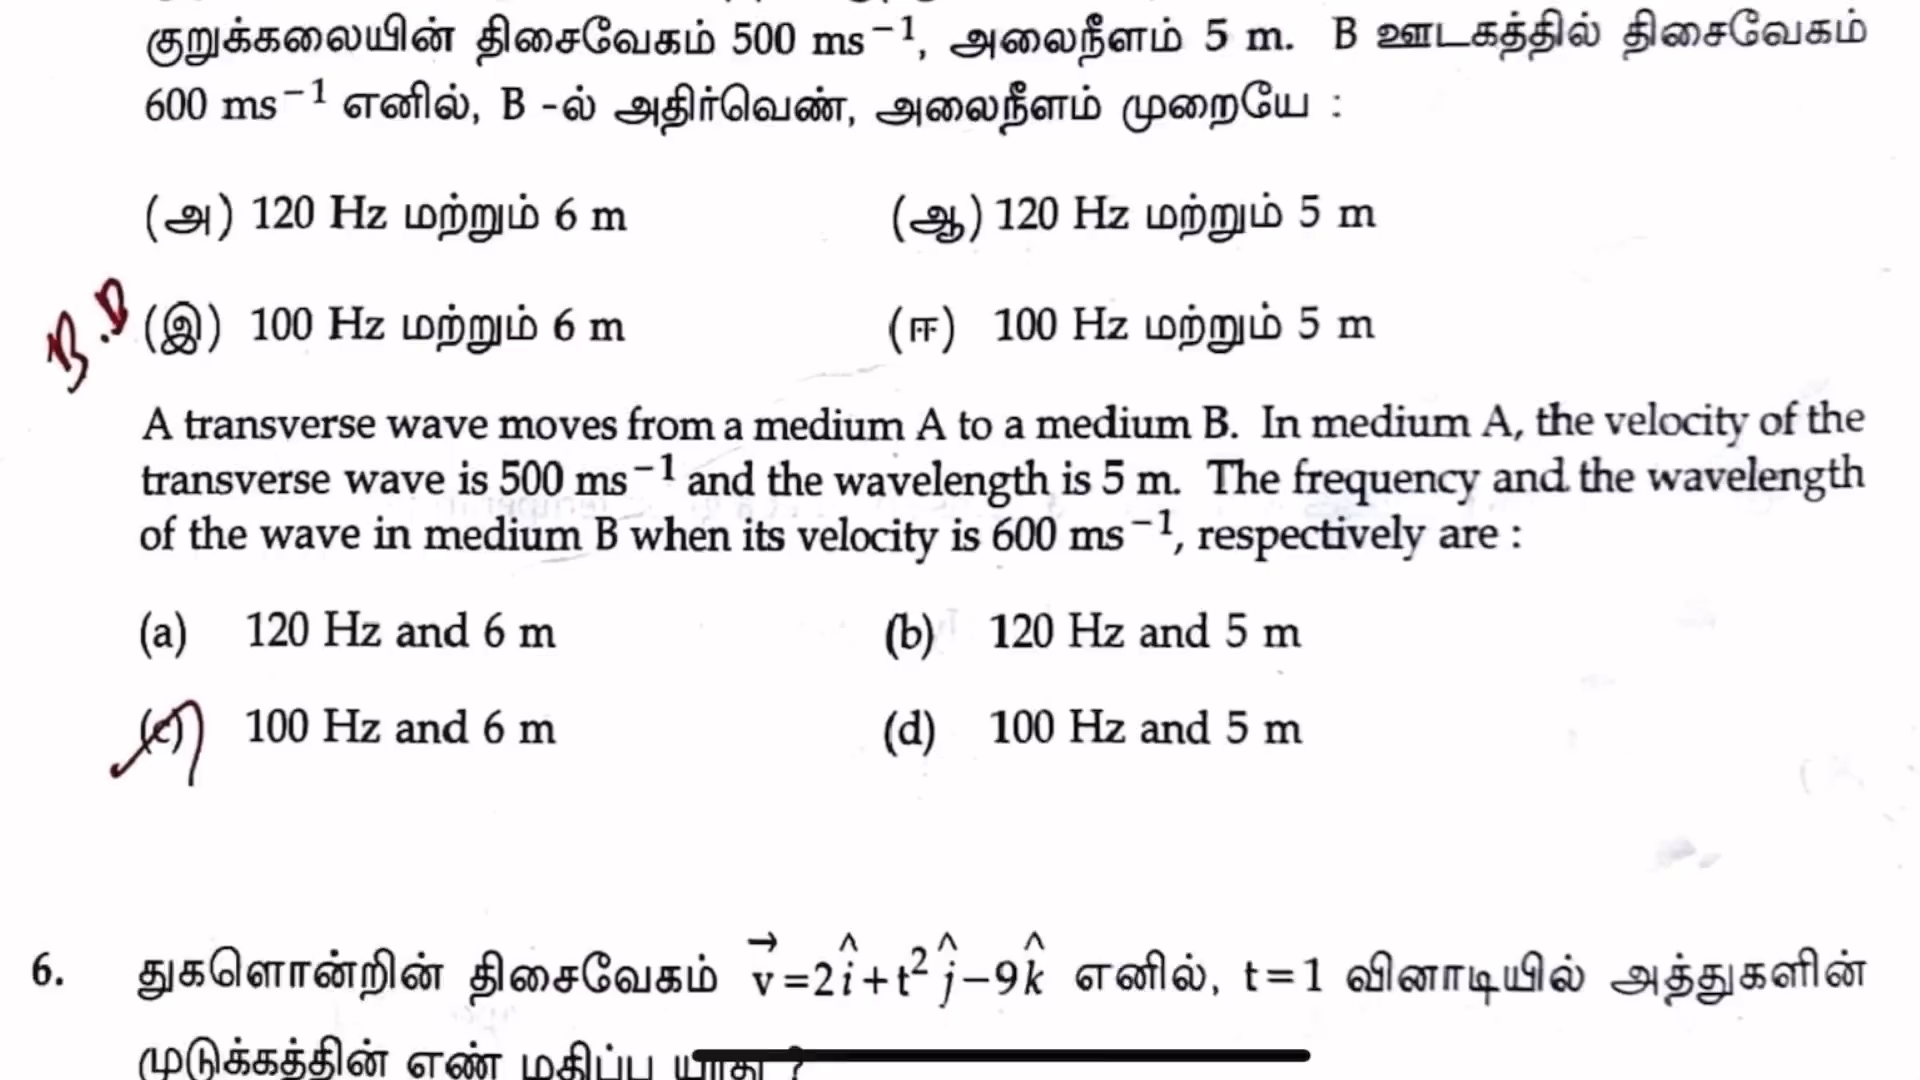 குறுக்கலையின் திசைவேகம் 500 ms⁻¹, அலைநீளம் 5 m. B ஊடகத்தில் திசைவேகம்
600 ms⁻¹ எனில், B -ல் அதிர்வெண், அலைநீளம் முறையே :
(அ) 120 Hz மற்றும் 6 m (ஆ) 120 Hz மற்றும் 5 m
B.B (இ) 100 Hz மற்றும் 6 m (ஈ) 100 Hz மற்றும் 5 m
A transverse wave moves from a medium A to a medium B. In medium A, the velocity of the
transverse wave is 500 ms⁻¹ and the wavelength is 5 m. The frequency and the wavelength
of the wave in medium B when its velocity is 600 ms⁻¹, respectively are :
(a) 120 Hz and 6 m (b) 120 Hz and 5 m
(c) 100 Hz and 6 m (d) 100 Hz and 5 m
6. துகளொன்றின் திசைவேகம் v⃗=2î+t²ĵ−9k̂ எனில், t=1 வினாடியில் அத்துகளின்
முடுக்கத்தின் எண் மதிப்பு யாது ?